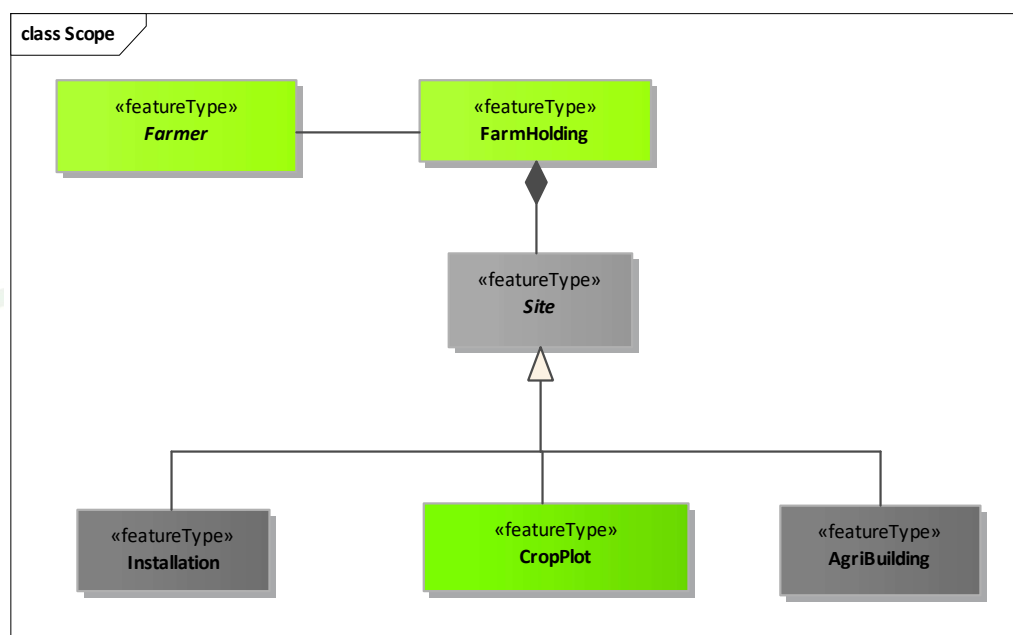 class Scope
«featureType»
Farmer
«featureType»
FarmHolding
«featureType»
Site
«featureType»
Installation
«featureType»
CropPlot
«featureType»
AgriBuilding